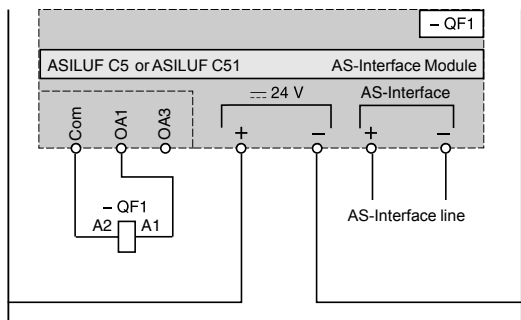 – QF1
ASILUF C5 or ASILUF C51 AS-Interface Module
24 V AS-Interface
Com OA1 OA3
+ – + –
– QF1
A2 A1
AS-Interface line